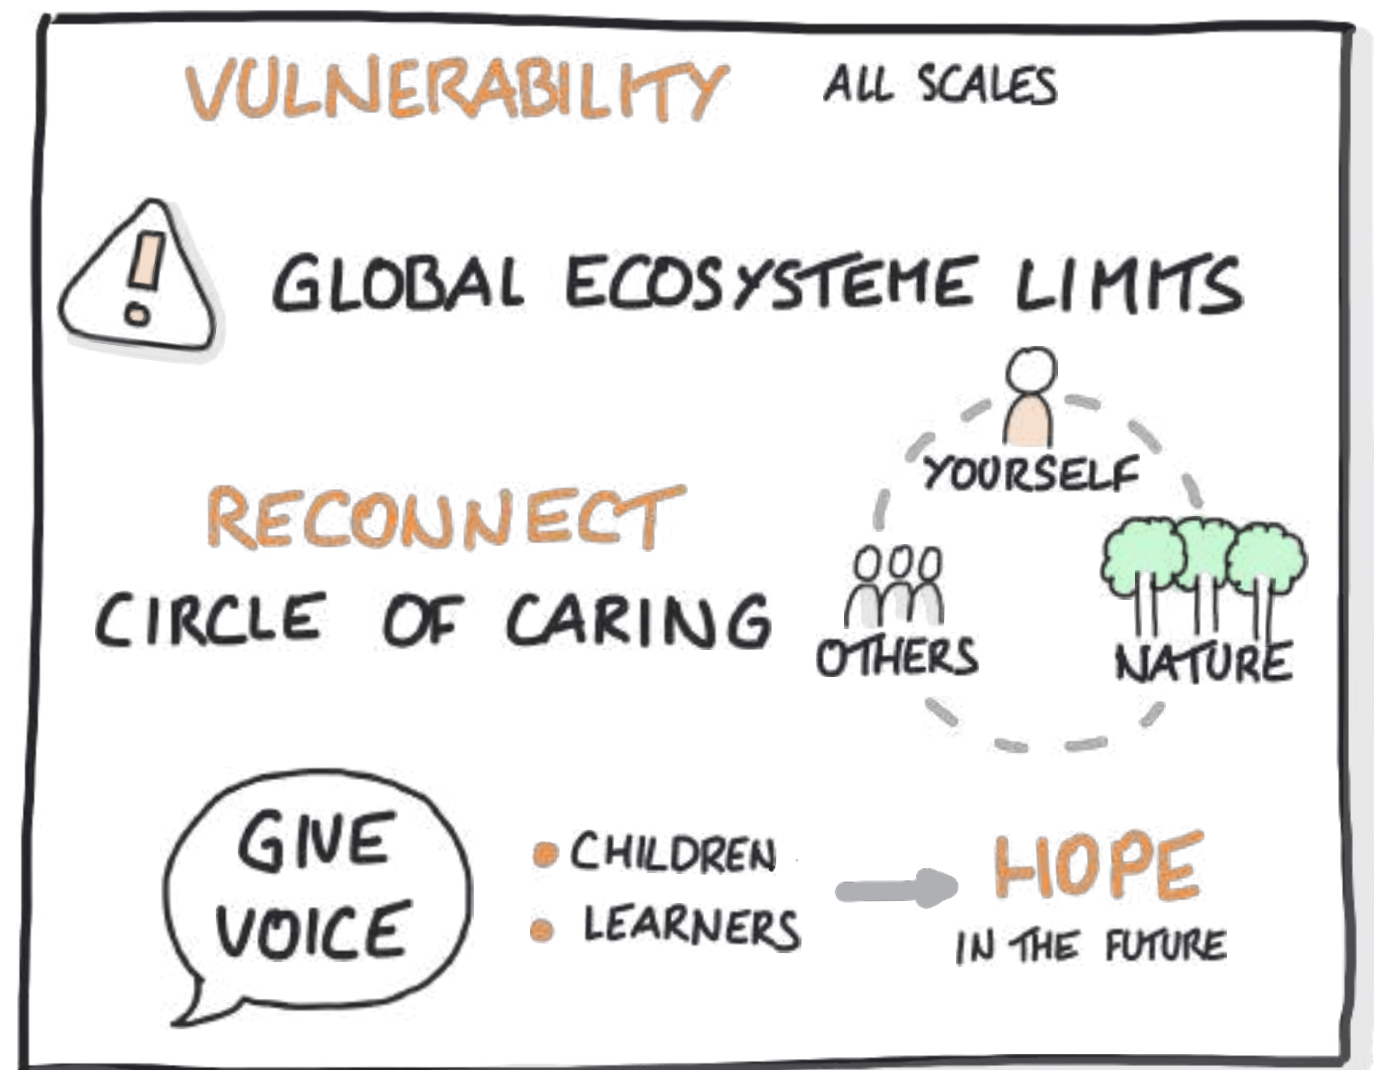 VULNERABILITY ALL SCALES
GLOBAL ECOSYSTEME LIMITS
YOURSELF
RECONNECT
CIRCLE OF CARING
OTHERS
NATURE
GIVE
VOICE
• CHILDREN
• LEARNERS
HOPE
IN THE FUTURE